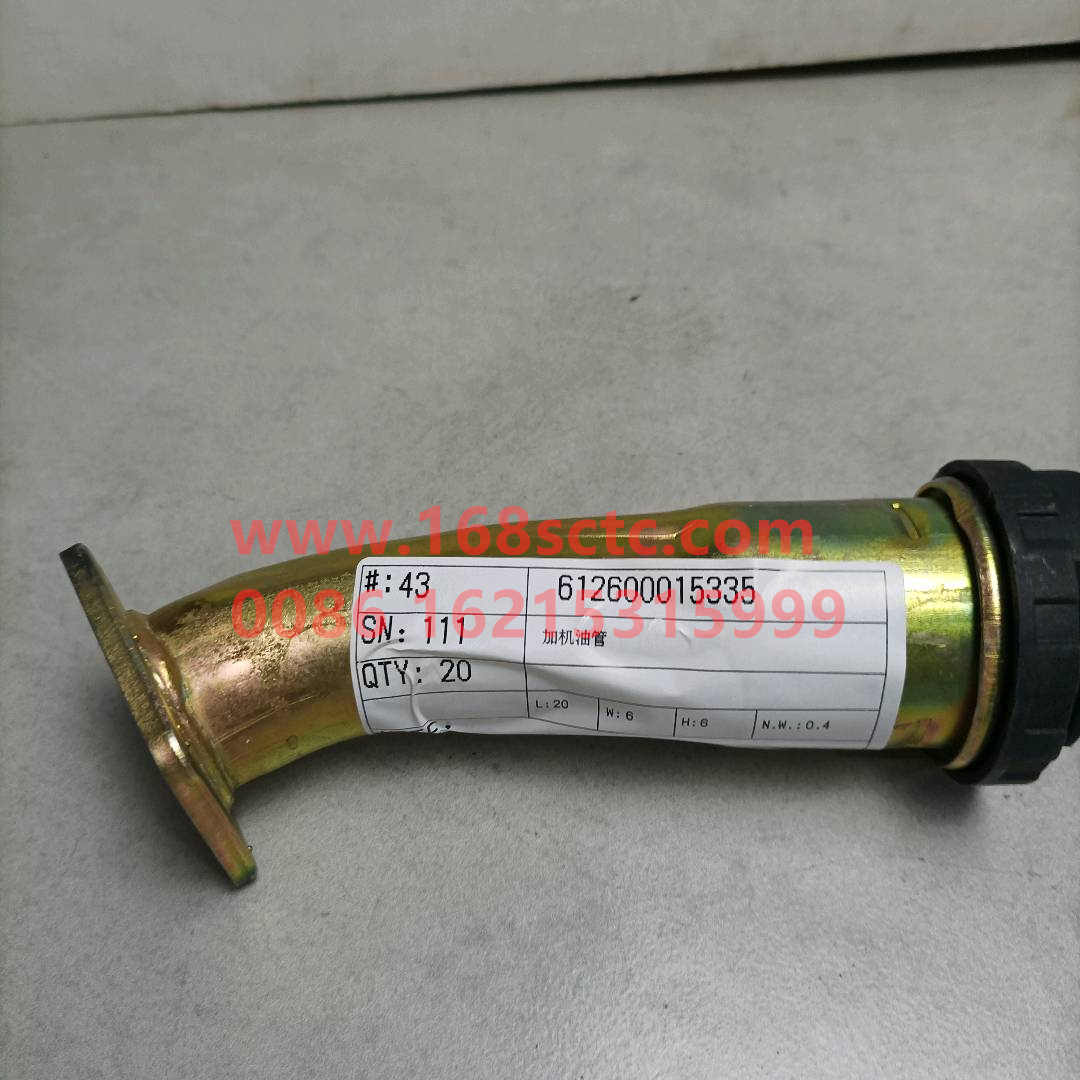 www.168sctc.com
#:43
612600015335
0086 16215315999
SN: 111
加机油管
QTY: 20
L:20
W:6
H:6
N.W.:0.4